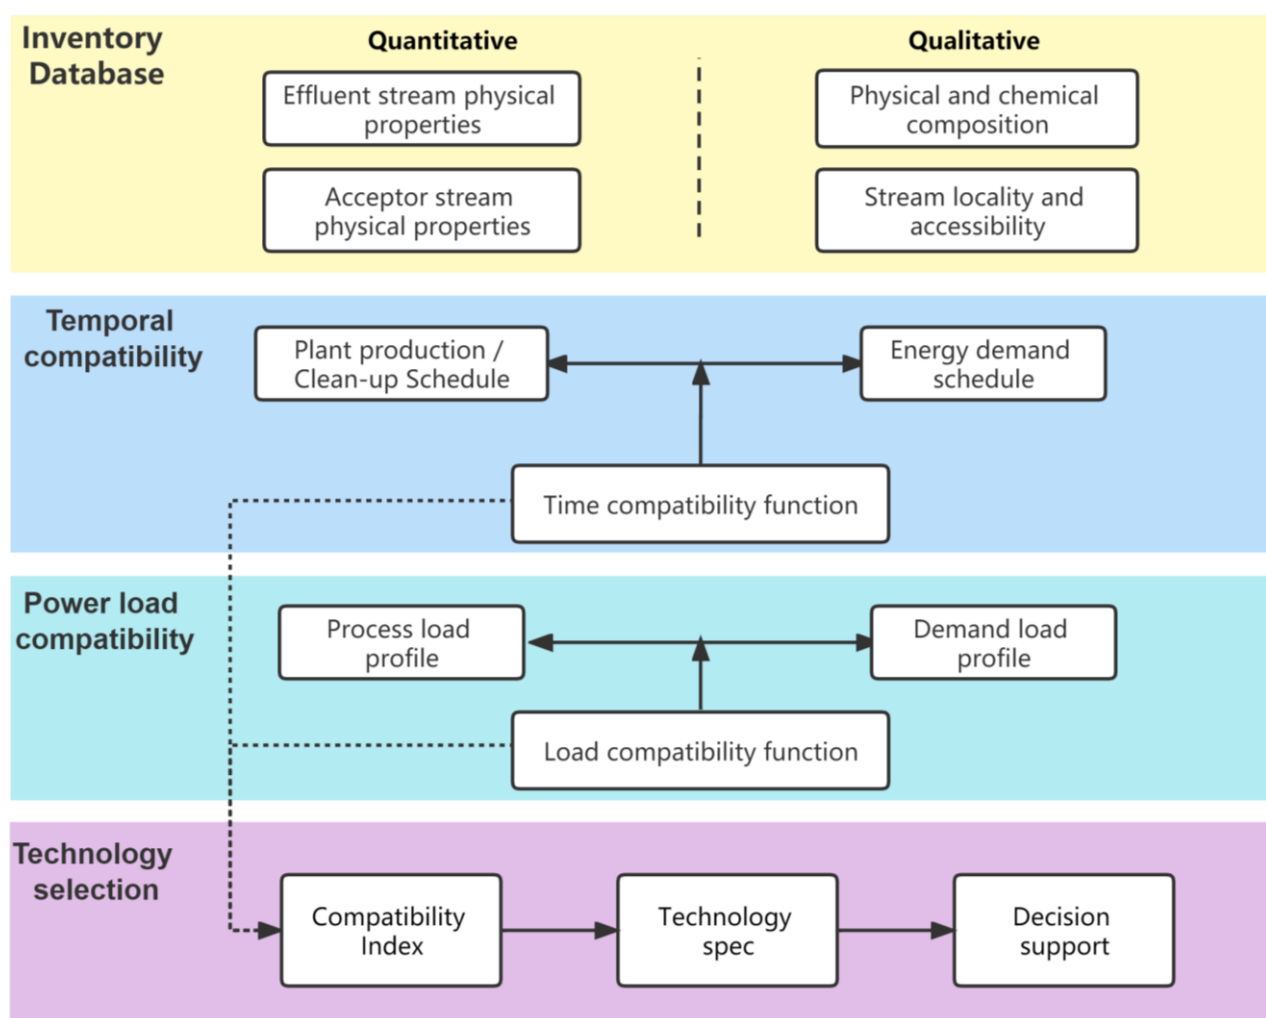 Inventory
Database
Quantitative
Qualitative
Effluent stream physical
properties
Physical and chemical
composition
Acceptor stream
physical properties
Stream locality and
accessibility
Temporal
compatibility
Plant production /
Clean-up Schedule
Energy demand
schedule
Time compatibility function
Power load
compatibility
Process load
profile
Demand load
profile
Load compatibility function
Technology
selection
Compatibility
Index
Technology
spec
Decision
support